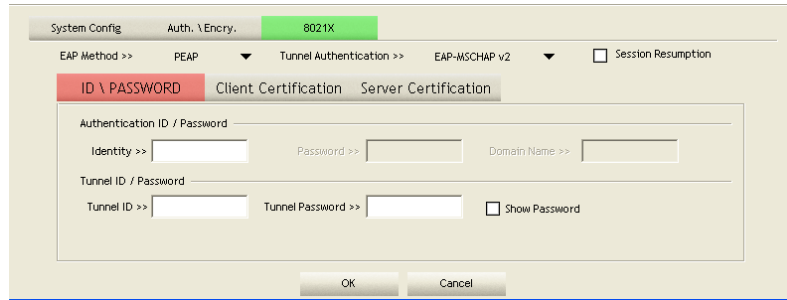 System Config Auth. \ Encry. 8021X
EAP Method >> PEAP Tunnel Authentication >> EAP-MSCHAP v2 Session Resumption
ID \ PASSWORD Client Certification Server Certification
Authentication ID / Password
Identity >> Password >> Domain Name >>
Tunnel ID / Password
Tunnel ID >> Tunnel Password >> Show Password
OK Cancel